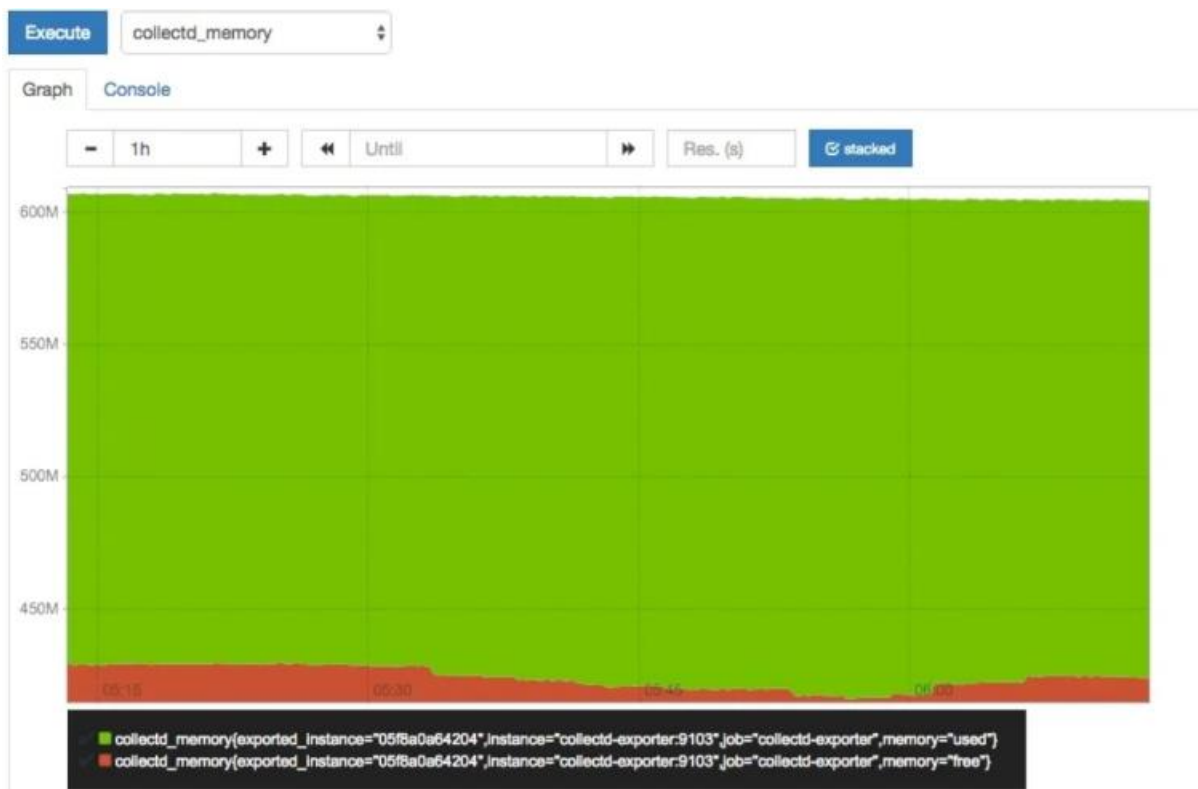 Execute collectd_memory
Graph Console
- 1h + Until Res. (s) stacked
600M
550M
500M
450M
05:15 05:30 05:45 06:00
collectd_memory{exported_instance="05f8a0a64204",instance="collectd-exporter:9103",job="collectd-exporter",memory="used"}
collectd_memory{exported_instance="05f8a0a64204",instance="collectd-exporter:9103",job="collectd-exporter",memory="free"}